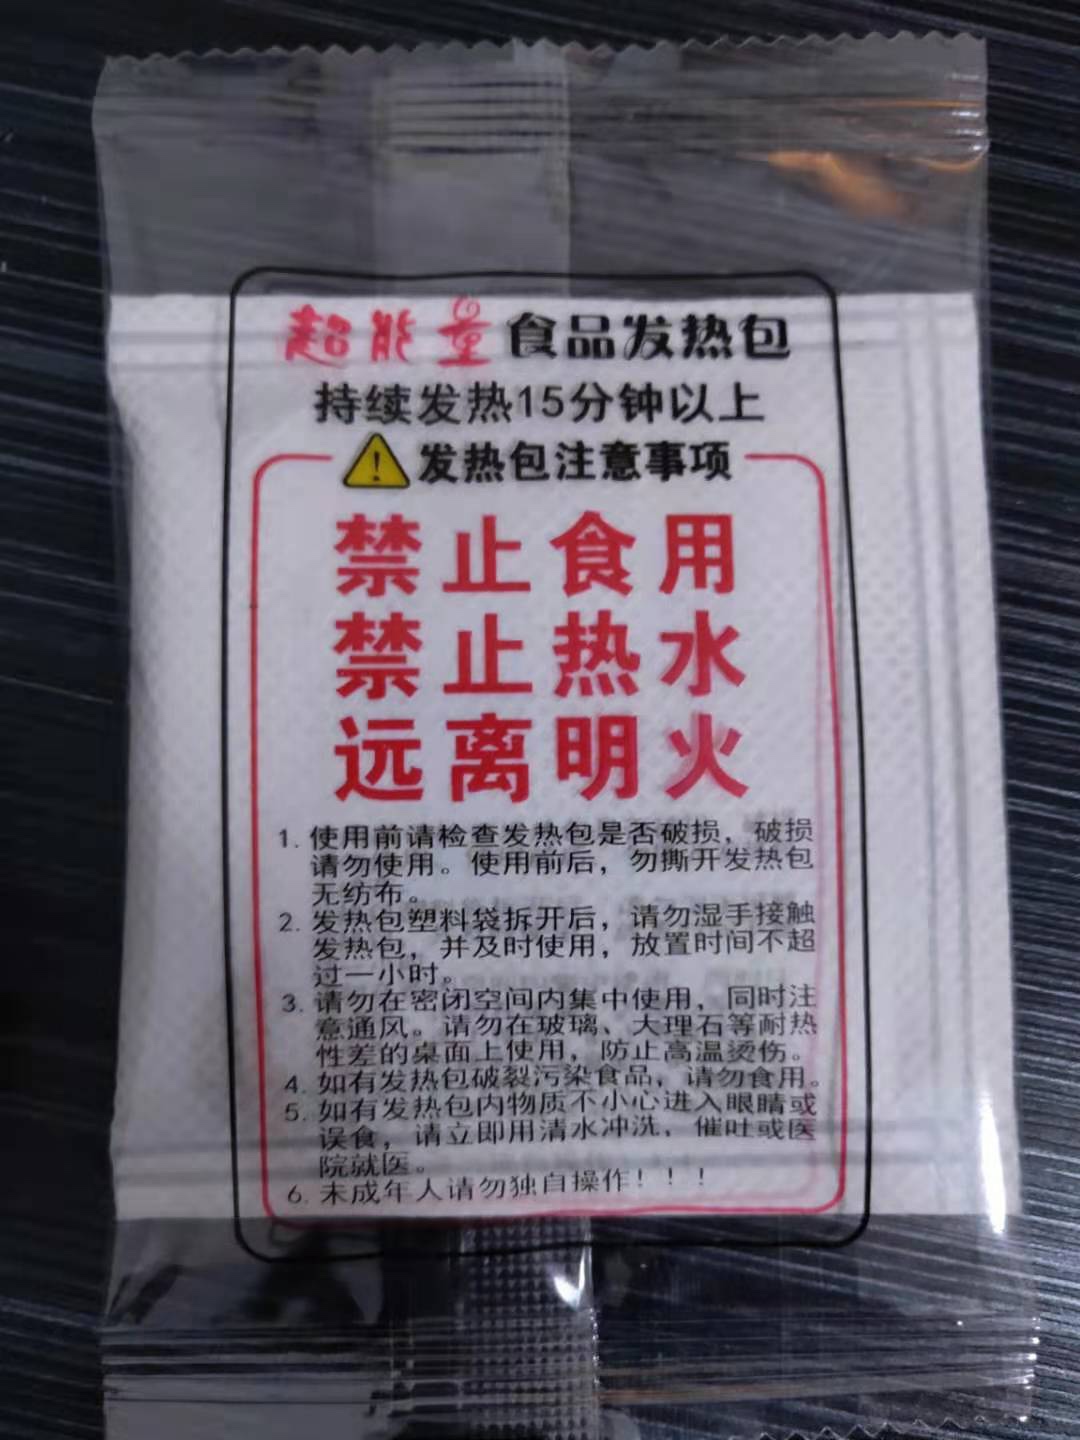 超能量食品发热包
持续发热15分钟以上
发热包注意事项
禁止食用
禁止热水
远离明火
1. 使用前请检查发热包是否破损，破损
请勿使用。使用前后，勿撕开发热包
无纺布。
2. 发热包塑料袋拆开后，请勿湿手接触
发热包，并及时使用，放置时间不超
过一小时。
3. 请勿在密闭空间内集中使用，同时注
意通风。请勿在玻璃、大理石等耐热
性差的桌面上使用，防止高温烫伤。
4. 如有发热包破裂污染食品，请勿食用。
5. 如有发热包内物质不小心进入眼睛或
误食，请立即用清水冲洗，催吐或医
院就医。
6. 未成年人请勿独自操作！！！